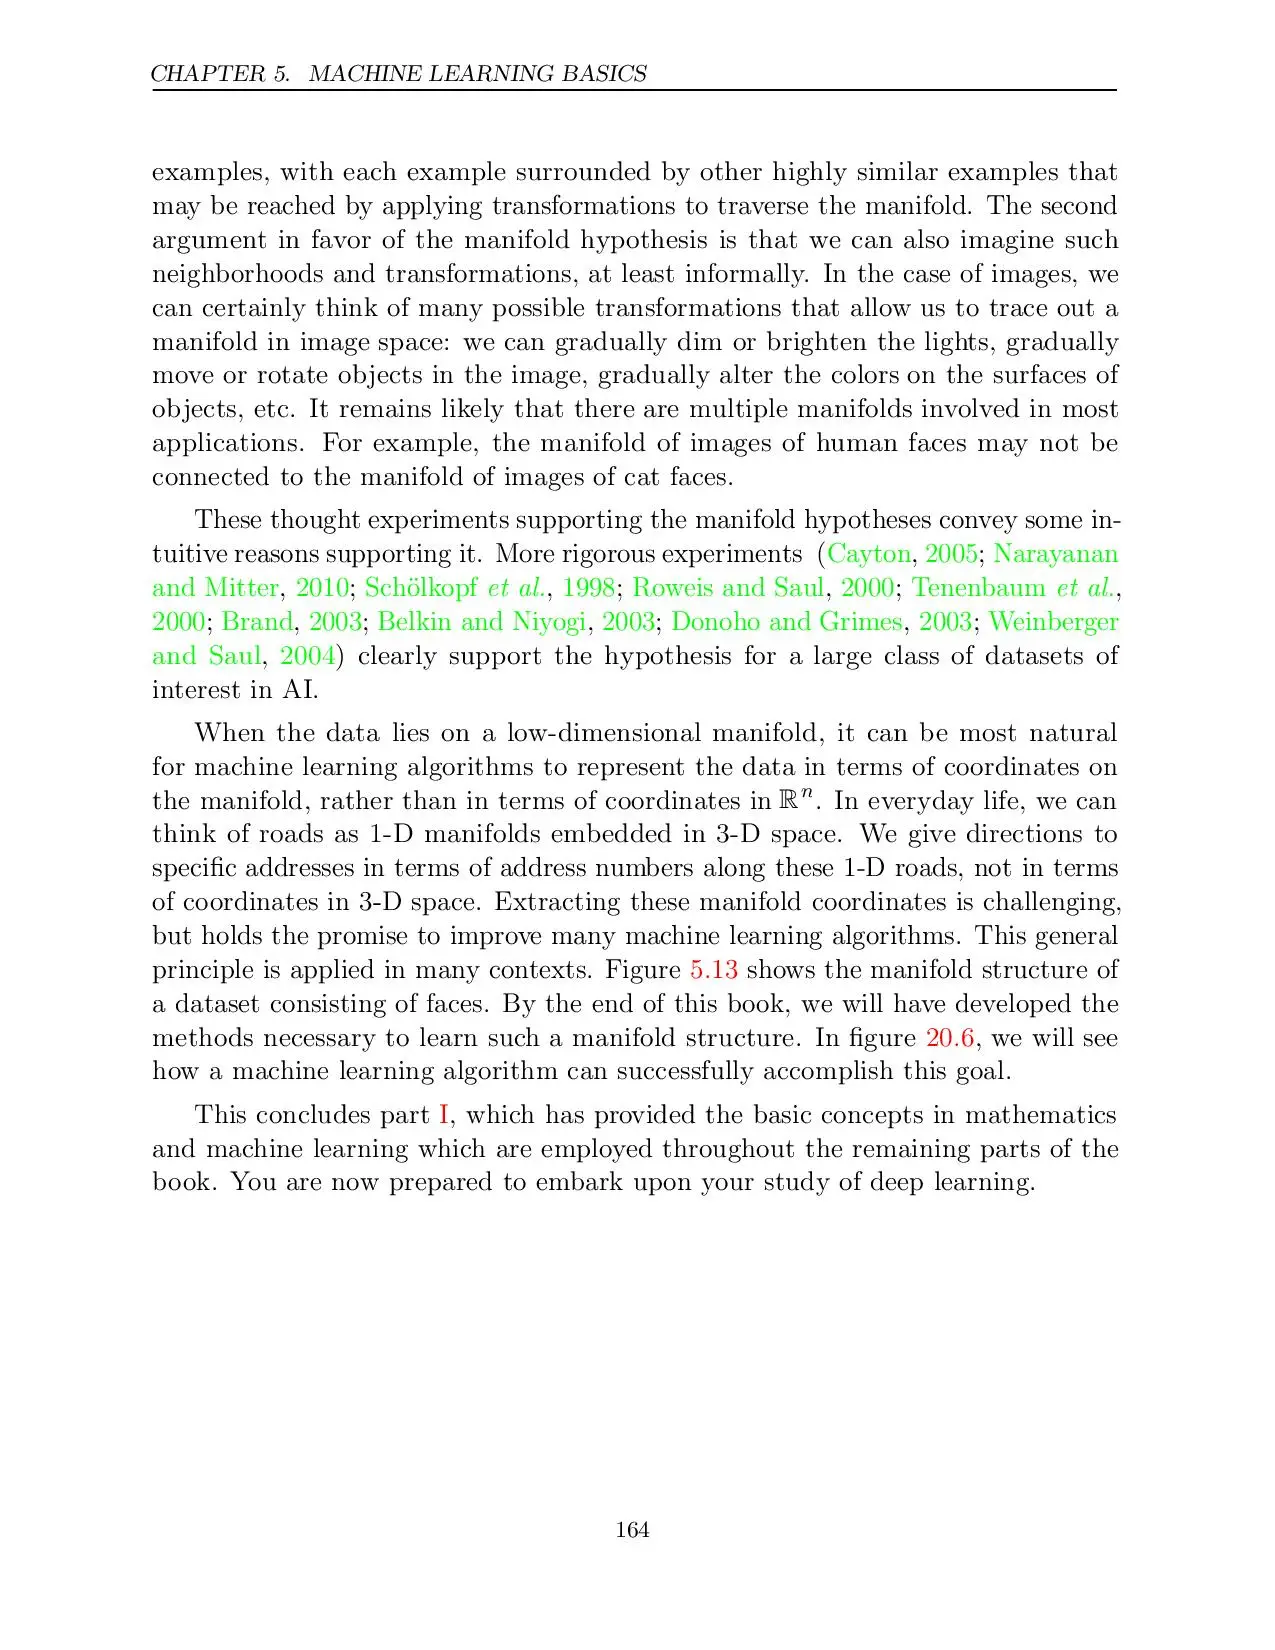 CHAPTER 5. MACHINE LEARNING BASICS
examples, with each example surrounded by other highly similar examples that
may be reached by applying transformations to traverse the manifold. The second
argument in favor of the manifold hypothesis is that we can also imagine such
neighborhoods and transformations, at least informally. In the case of images, we
can certainly think of many possible transformations that allow us to trace out a
manifold in image space: we can gradually dim or brighten the lights, gradually
move or rotate objects in the image, gradually alter the colors on the surfaces of
objects, etc. It remains likely that there are multiple manifolds involved in most
applications. For example, the manifold of images of human faces may not be
connected to the manifold of images of cat faces.
These thought experiments supporting the manifold hypotheses convey some in-
tuitive reasons supporting it. More rigorous experiments (Cayton, 2005; Narayanan
and Mitter, 2010; Schölkopf et al., 1998; Roweis and Saul, 2000; Tenenbaum et al.,
2000; Brand, 2003; Belkin and Niyogi, 2003; Donoho and Grimes, 2003; Weinberger
and Saul, 2004) clearly support the hypothesis for a large class of datasets of
interest in AI.
When the data lies on a low-dimensional manifold, it can be most natural
for machine learning algorithms to represent the data in terms of coordinates on
the manifold, rather than in terms of coordinates in ℝⁿ. In everyday life, we can
think of roads as 1-D manifolds embedded in 3-D space. We give directions to
specific addresses in terms of address numbers along these 1-D roads, not in terms
of coordinates in 3-D space. Extracting these manifold coordinates is challenging,
but holds the promise to improve many machine learning algorithms. This general
principle is applied in many contexts. Figure 5.13 shows the manifold structure of
a dataset consisting of faces. By the end of this book, we will have developed the
methods necessary to learn such a manifold structure. In figure 20.6, we will see
how a machine learning algorithm can successfully accomplish this goal.
This concludes part I, which has provided the basic concepts in mathematics
and machine learning which are employed throughout the remaining parts of the
book. You are now prepared to embark upon your study of deep learning.
164